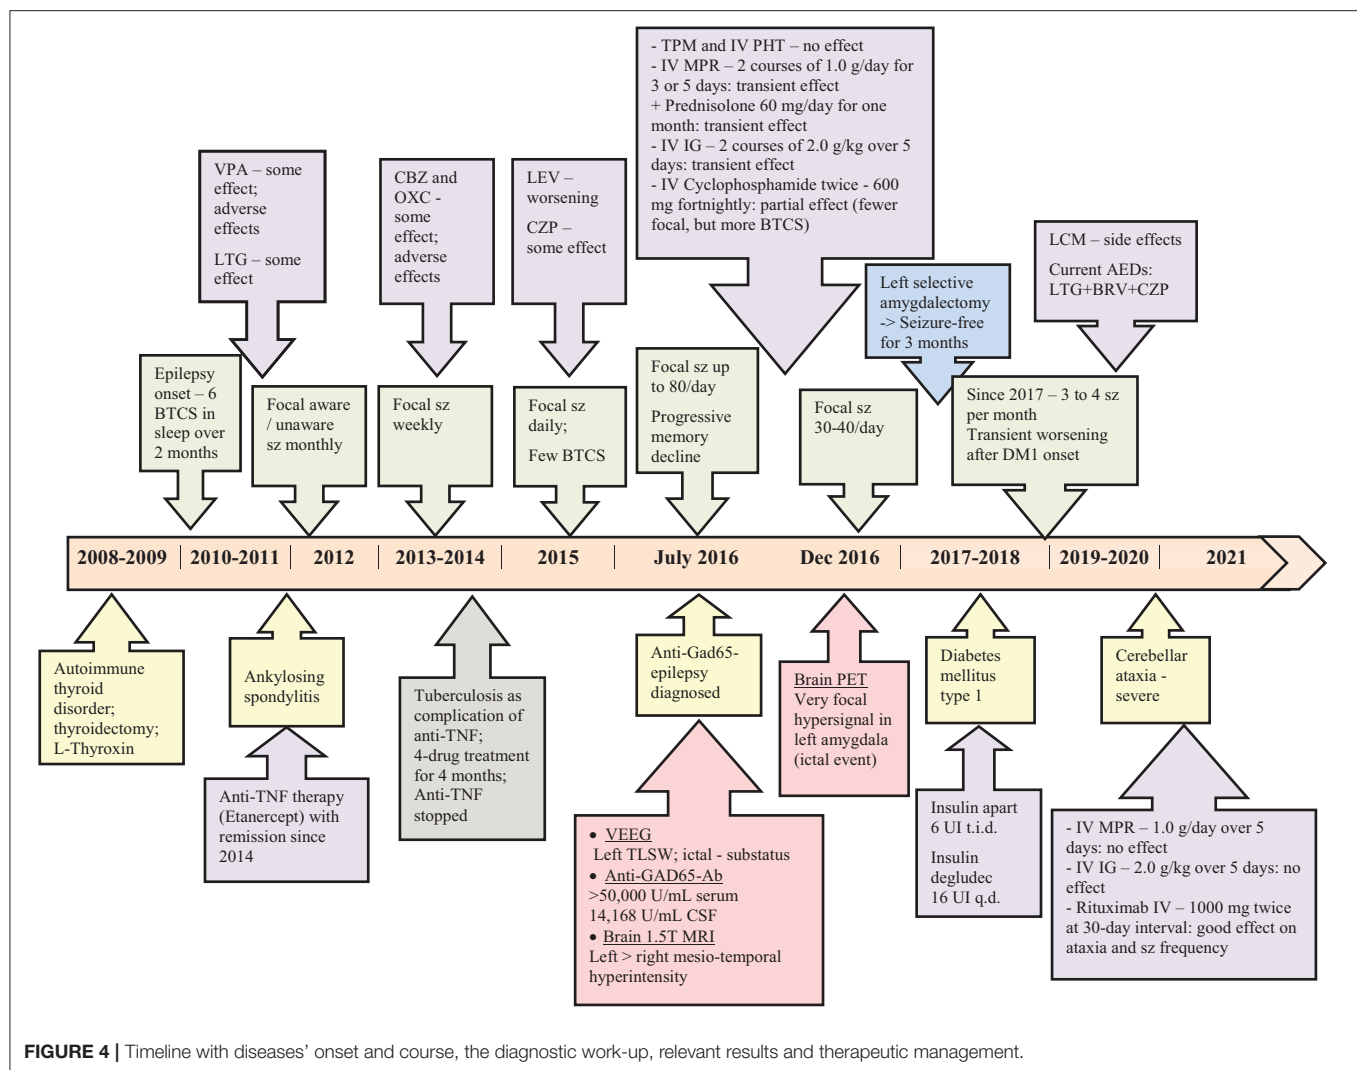 - TPM and IV PHT – no effect
- IV MPR – 2 courses of 1.0 g/day for
3 or 5 days: transient effect
+ Prednisolone 60 mg/day for one
month: transient effect
- IV IG – 2 courses of 2.0 g/kg over 5
days: transient effect
- IV Cyclophosphamide twice - 600
mg fortnightly: partial effect (fewer
focal, but more BTCS)
VPA – some
effect;
adverse
effects
LTG – some
effect
CBZ and
OXC -
some
effect;
adverse
effects
LEV –
worsening
CZP –
some effect
LCM – side effects
Current AEDs:
LTG+BRV+CZP
Left selective
amygdalectomy
-> Seizure-free
for 3 months
Epilepsy
onset – 6
BTCS in
sleep over
2 months
Focal aware
/ unaware
sz monthly
Focal sz
weekly
Focal sz
daily;
Few BTCS
Focal sz up
to 80/day
Progressive
memory
decline
Focal sz
30-40/day
Since 2017 – 3 to 4 sz
per month
Transient worsening
after DM1 onset
2008-2009 2010-2011 2012 2013-2014 2015 July 2016 Dec 2016 2017-2018 2019-2020 2021
Autoimmune
thyroid
disorder;
thyroidectomy;
L-Thyroxin
Ankylosing
spondylitis
Anti-TNF therapy
(Etanercept) with
remission since
2014
Tuberculosis as
complication of
anti-TNF;
4-drug treatment
for 4 months;
Anti-TNF
stopped
Anti-Gad65-
epilepsy
diagnosed
• VEEG
Left TLSW; ictal - substatus
• Anti-GAD65-Ab
>50,000 U/mL serum
14,168 U/mL CSF
• Brain 1.5T MRI
Left > right mesio-temporal
hyperintensity
Brain PET
Very focal
hypersignal in
left amygdala
(ictal event)
Diabetes
mellitus
type 1
Insulin apart
6 UI t.i.d.
Insulin
degludec
16 UI q.d.
Cerebellar
ataxia -
severe
- IV MPR – 1.0 g/day over 5
days: no effect
- IV IG – 2.0 g/kg over 5 days: no
effect
- Rituximab IV – 1000 mg twice
at 30-day interval: good effect on
ataxia and sz frequency
FIGURE 4 | Timeline with diseases' onset and course, the diagnostic work-up, relevant results and therapeutic management.